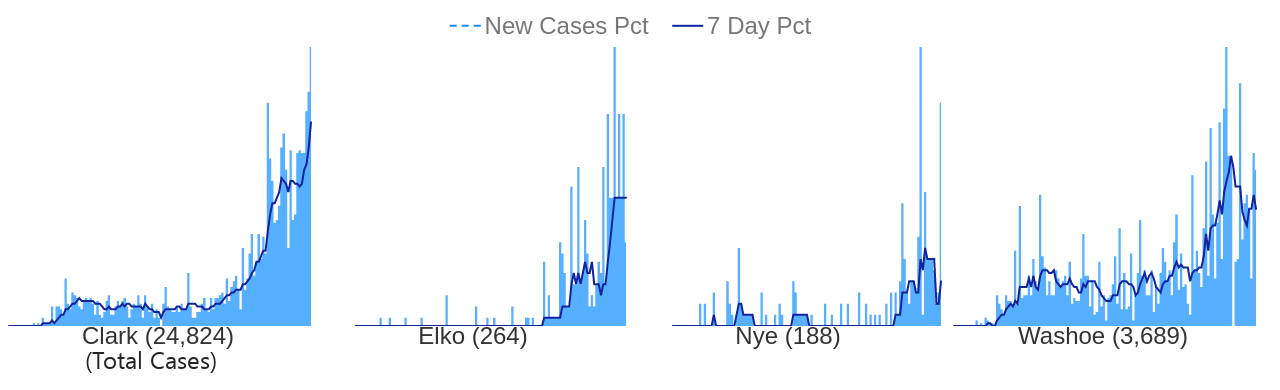 New Cases Pct 7 Day Pct
Clark (24,824) Elko (264) Nye (188) Washoe (3,689)
(Total Cases)